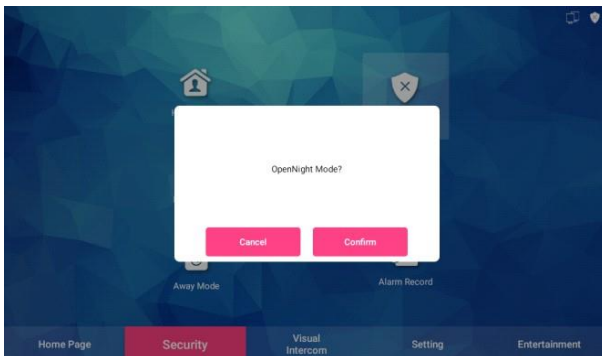 OpenNight Mode?
Cancel
Confirm
Away Mode
Alarm Record
Home Page
Security
Visual
Intercom
Setting
Entertainment